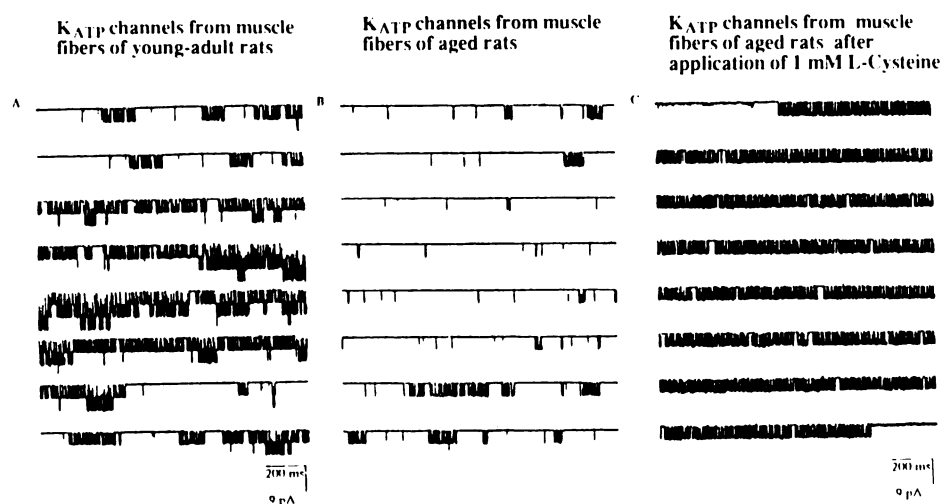 KATP channels from muscle
fibers of young-adult rats
KATP channels from muscle
fibers of aged rats
KATP channels from muscle
fibers of aged rats after
application of 1 mM L-Cysteine
A
B
C
200 ms
9 pA
200 ms
9 pA